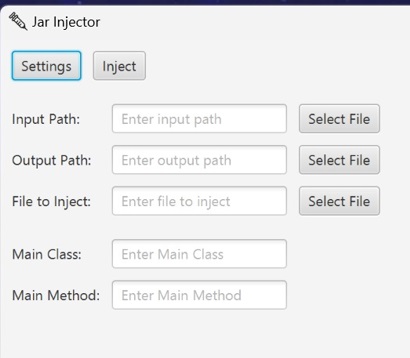 Jar Injector
Settings Inject
Input Path: Enter input path Select File
Output Path: Enter output path Select File
File to Inject: Enter file to inject Select File
Main Class: Enter Main Class
Main Method: Enter Main Method